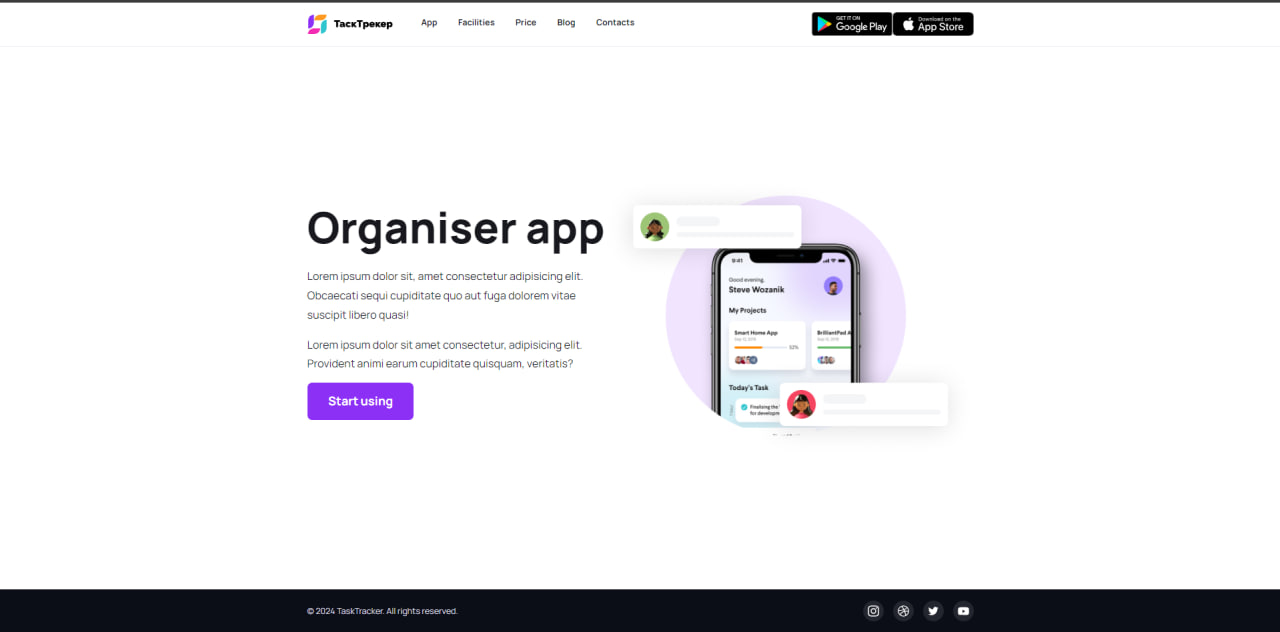 ТаскТрекер
App
Facilities
Price
Blog
Contacts
GET IT ON
Google Play
Download on the
App Store
Organiser app
Lorem ipsum dolor sit, amet consectetur adipisicing elit.
Obcaecati sequi cupiditate quo aut fuga dolorem vitae
suscipit libero quasi!
Lorem ipsum dolor sit amet consectetur, adipisicing elit.
Provident animi earum cupiditate quisquam, veritatis?
Start using
9:41
Good evening,
Steve Wozanik
My Projects
Smart Home App
BrilliantPad A
52%
Today's Task
Finalising the
for developm
© 2024 TaskTracker. All rights reserved.